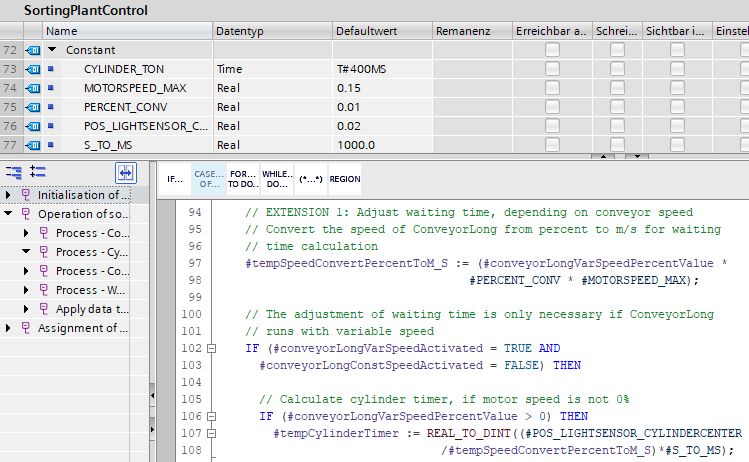 SortingPlantControl
Name Datentyp Defaultwert Remanenz Erreichbar a.. Schrei... Sichtbar i... Einstel
72 Constant
73 CYLINDER_TON Time T#400MS
74 MOTORSPEED_MAX Real 0.15
75 PERCENT_CONV Real 0.01
76 POS_LIGHTSENSOR_C... Real 0.02
77 S_TO_MS Real 1000.0
IF... CASE... FOR... WHILE.. (*...*) REGION
OF... TO DO.. DO...
Initialisation of ...
Operation of so...
Process - Co...
Process - Cy...
Process - Co...
Process - W...
Apply data t...
Assignment of ...
94 // EXTENSION 1: Adjust waiting time, depending on conveyor speed
95 // Convert the speed of ConveyorLong from percent to m/s for waiting
96 // time calculation
97 #tempSpeedConvertPercentToM_S := (#conveyorLongVarSpeedPercentValue *
98 #PERCENT_CONV * #MOTORSPEED_MAX);
99
100 // The adjustment of waiting time is only necessary if ConveyorLong
101 // runs with variable speed
102 IF (#conveyorLongVarSpeedActivated = TRUE AND
103 #conveyorLongConstSpeedActivated = FALSE) THEN
104
105 // Calculate cylinder timer, if motor speed is not 0%
106 IF (#conveyorLongVarSpeedPercentValue > 0) THEN
107 #tempCylinderTimer := REAL_TO_DINT((#POS_LIGHTSENSOR_CYLINDERCENTER
108 /#tempSpeedConvertPercentToM_S)*#S_TO_MS);